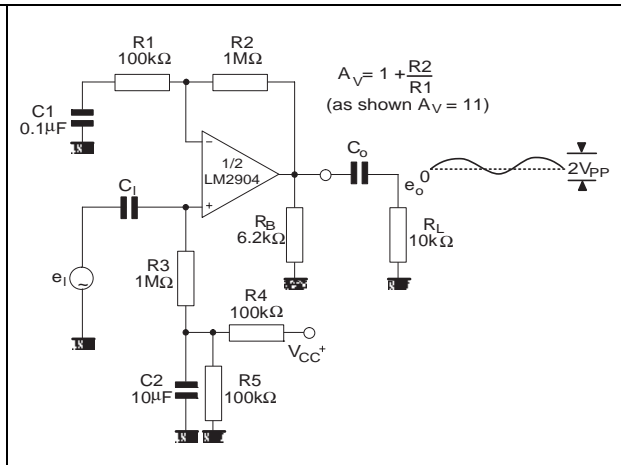 R1
100kΩ
R2
1MΩ
A_V = 1 + R2/R1
(as shown A_V = 11)
C1
0.1μF
1/2
LM2904
−
+
C_I
C_o
0
2V_PP
e_o
R_B
6.2kΩ
R_L
10kΩ
e_I
~
R3
1MΩ
R4
100kΩ
V_CC+
C2
10μF
R5
100kΩ